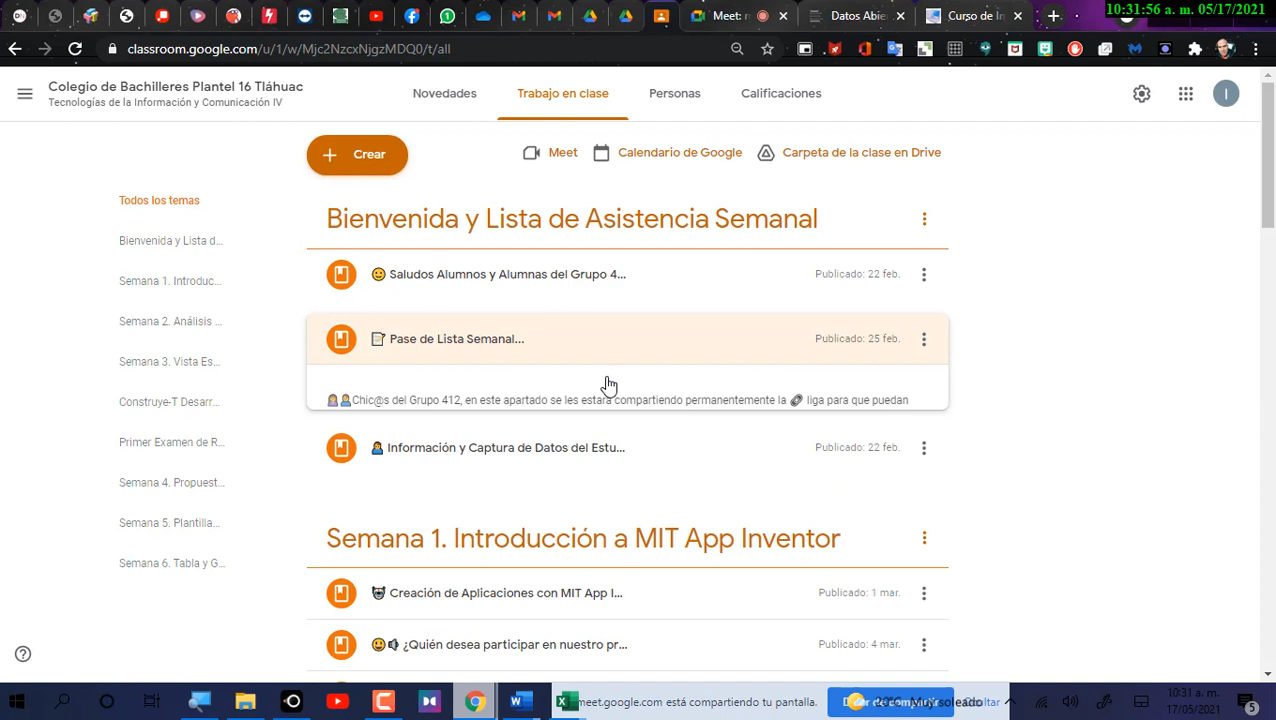 Meet: r
Datos Abie
Curso de In
10:31:56 a. m. 05/17/2021
classroom.google.com/u/1/w/Mjc2NzcxNjgzMDQ0/t/all
Colegio de Bachilleres Plantel 16 Tláhuac
Tecnologías de la Información y Comunicación IV
Novedades
Trabajo en clase
Personas
Calificaciones
I
Crear
Meet
Calendario de Google
Carpeta de la clase en Drive
Todos los temas
Bienvenida y Lista d...
Semana 1. Introduc...
Semana 2. Análisis ...
Semana 3. Vista Es...
Construye-T Desarr...
Primer Examen de R...
Semana 4. Propuest...
Semana 5. Plantilla...
Semana 6. Tabla y G...
Bienvenida y Lista de Asistencia Semanal
Saludos Alumnos y Alumnas del Grupo 4...
Publicado: 22 feb.
Pase de Lista Semanal...
Publicado: 25 feb.
Chic@s del Grupo 412, en este apartado se les estará compartiendo permanentemente la liga para que puedan
Información y Captura de Datos del Estu...
Publicado: 22 feb.
Semana 1. Introducción a MIT App Inventor
Creación de Aplicaciones con MIT App I...
Publicado: 1 mar.
¿Quién desea participar en nuestro pr...
Publicado: 4 mar.
meet.google.com está compartiendo tu pantalla.
Ocultar
Muy soleado
10:31 a. m.
17/05/2021
5